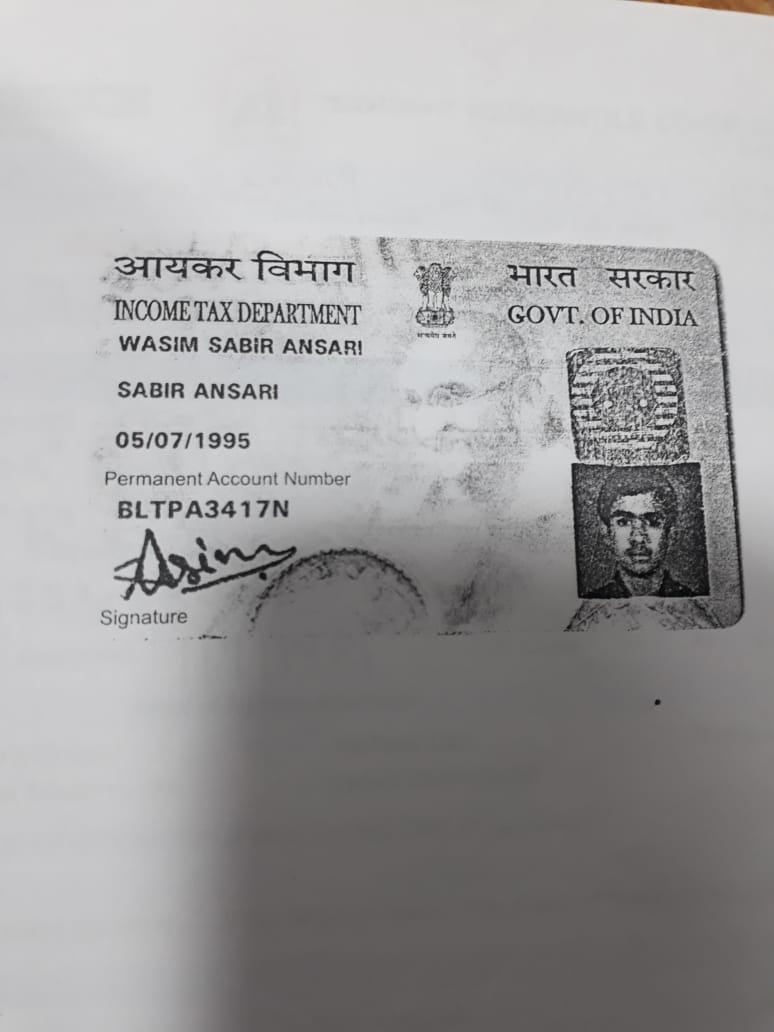 आयकर विभाग
भारत सरकार
INCOME TAX DEPARTMENT
GOVT. OF INDIA
WASIM SABIR ANSARI
सत्यमेव जयते
SABIR ANSARI
05/07/1995
Permanent Account Number
BLTPA3417N
Signature